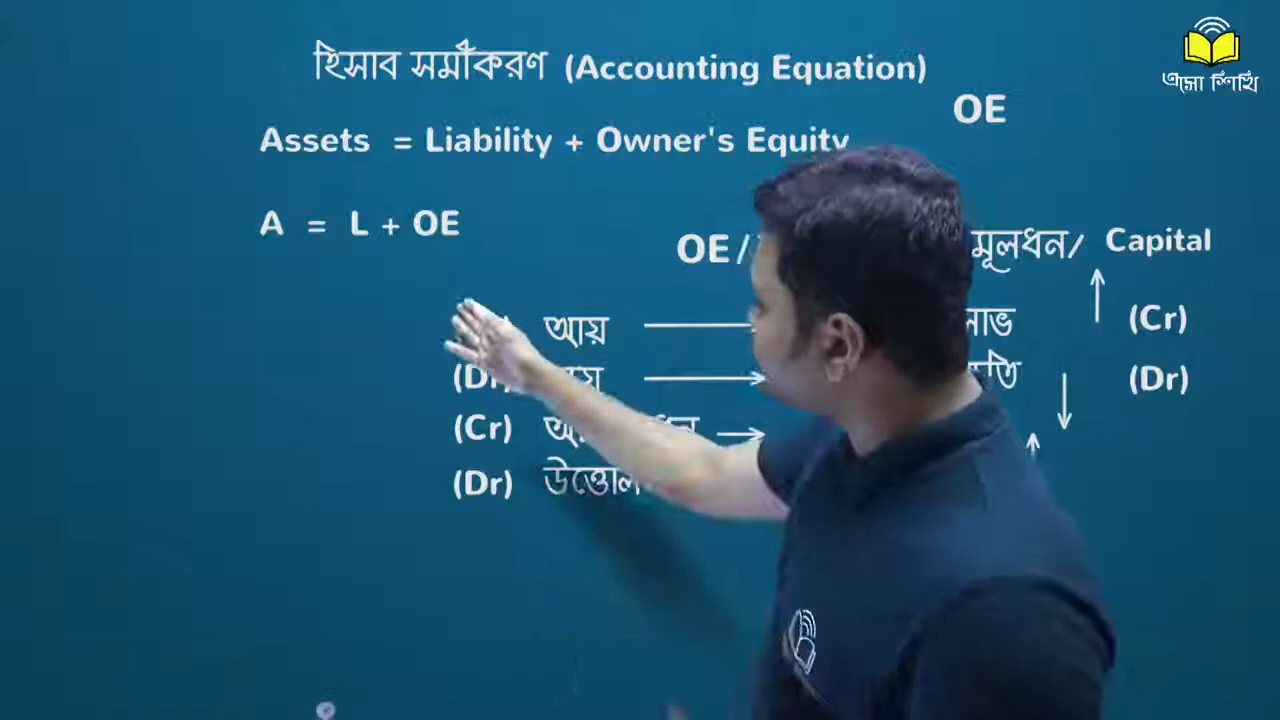 হিসাব সমীকরণ (Accounting Equation)
এসো শিখি
OE
Assets = Liability + Owner's Equity
A = L + OE
OE / মূলধন/ Capital
আয় (Cr)
(Dr) (Dr)
(Cr)
(Dr)